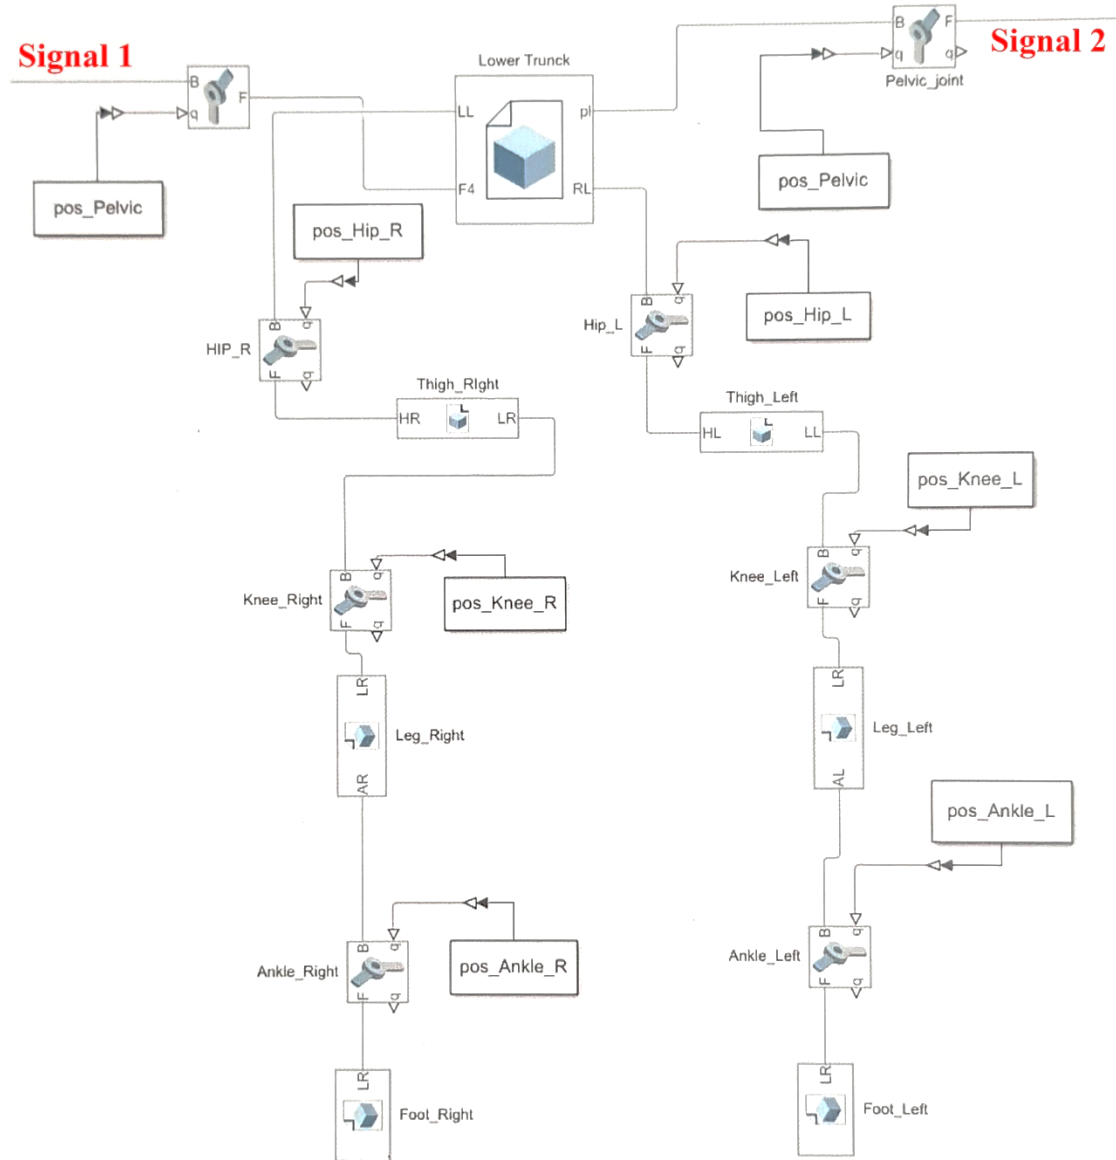 Signal 1
Signal 2
B
F
q
q
Pelvic_joint
B
F
q
Lower Trunck
LL
pl
F4
RL
pos_Pelvic
pos_Pelvic
pos_Hip_R
pos_Hip_L
B
q
HIP_R
F
q
B
q
Hip_L
F
q
Thigh_RIght
HR
LR
Thigh_Left
HL
LL
pos_Knee_L
B
q
Knee_Left
F
q
B
q
Knee_Right
F
q
pos_Knee_R
LR
Leg_Right
AR
LR
Leg_Left
AL
pos_Ankle_L
B
q
Ankle_Left
F
q
B
q
Ankle_Right
F
q
pos_Ankle_R
LR
Foot_Right
LR
Foot_Left